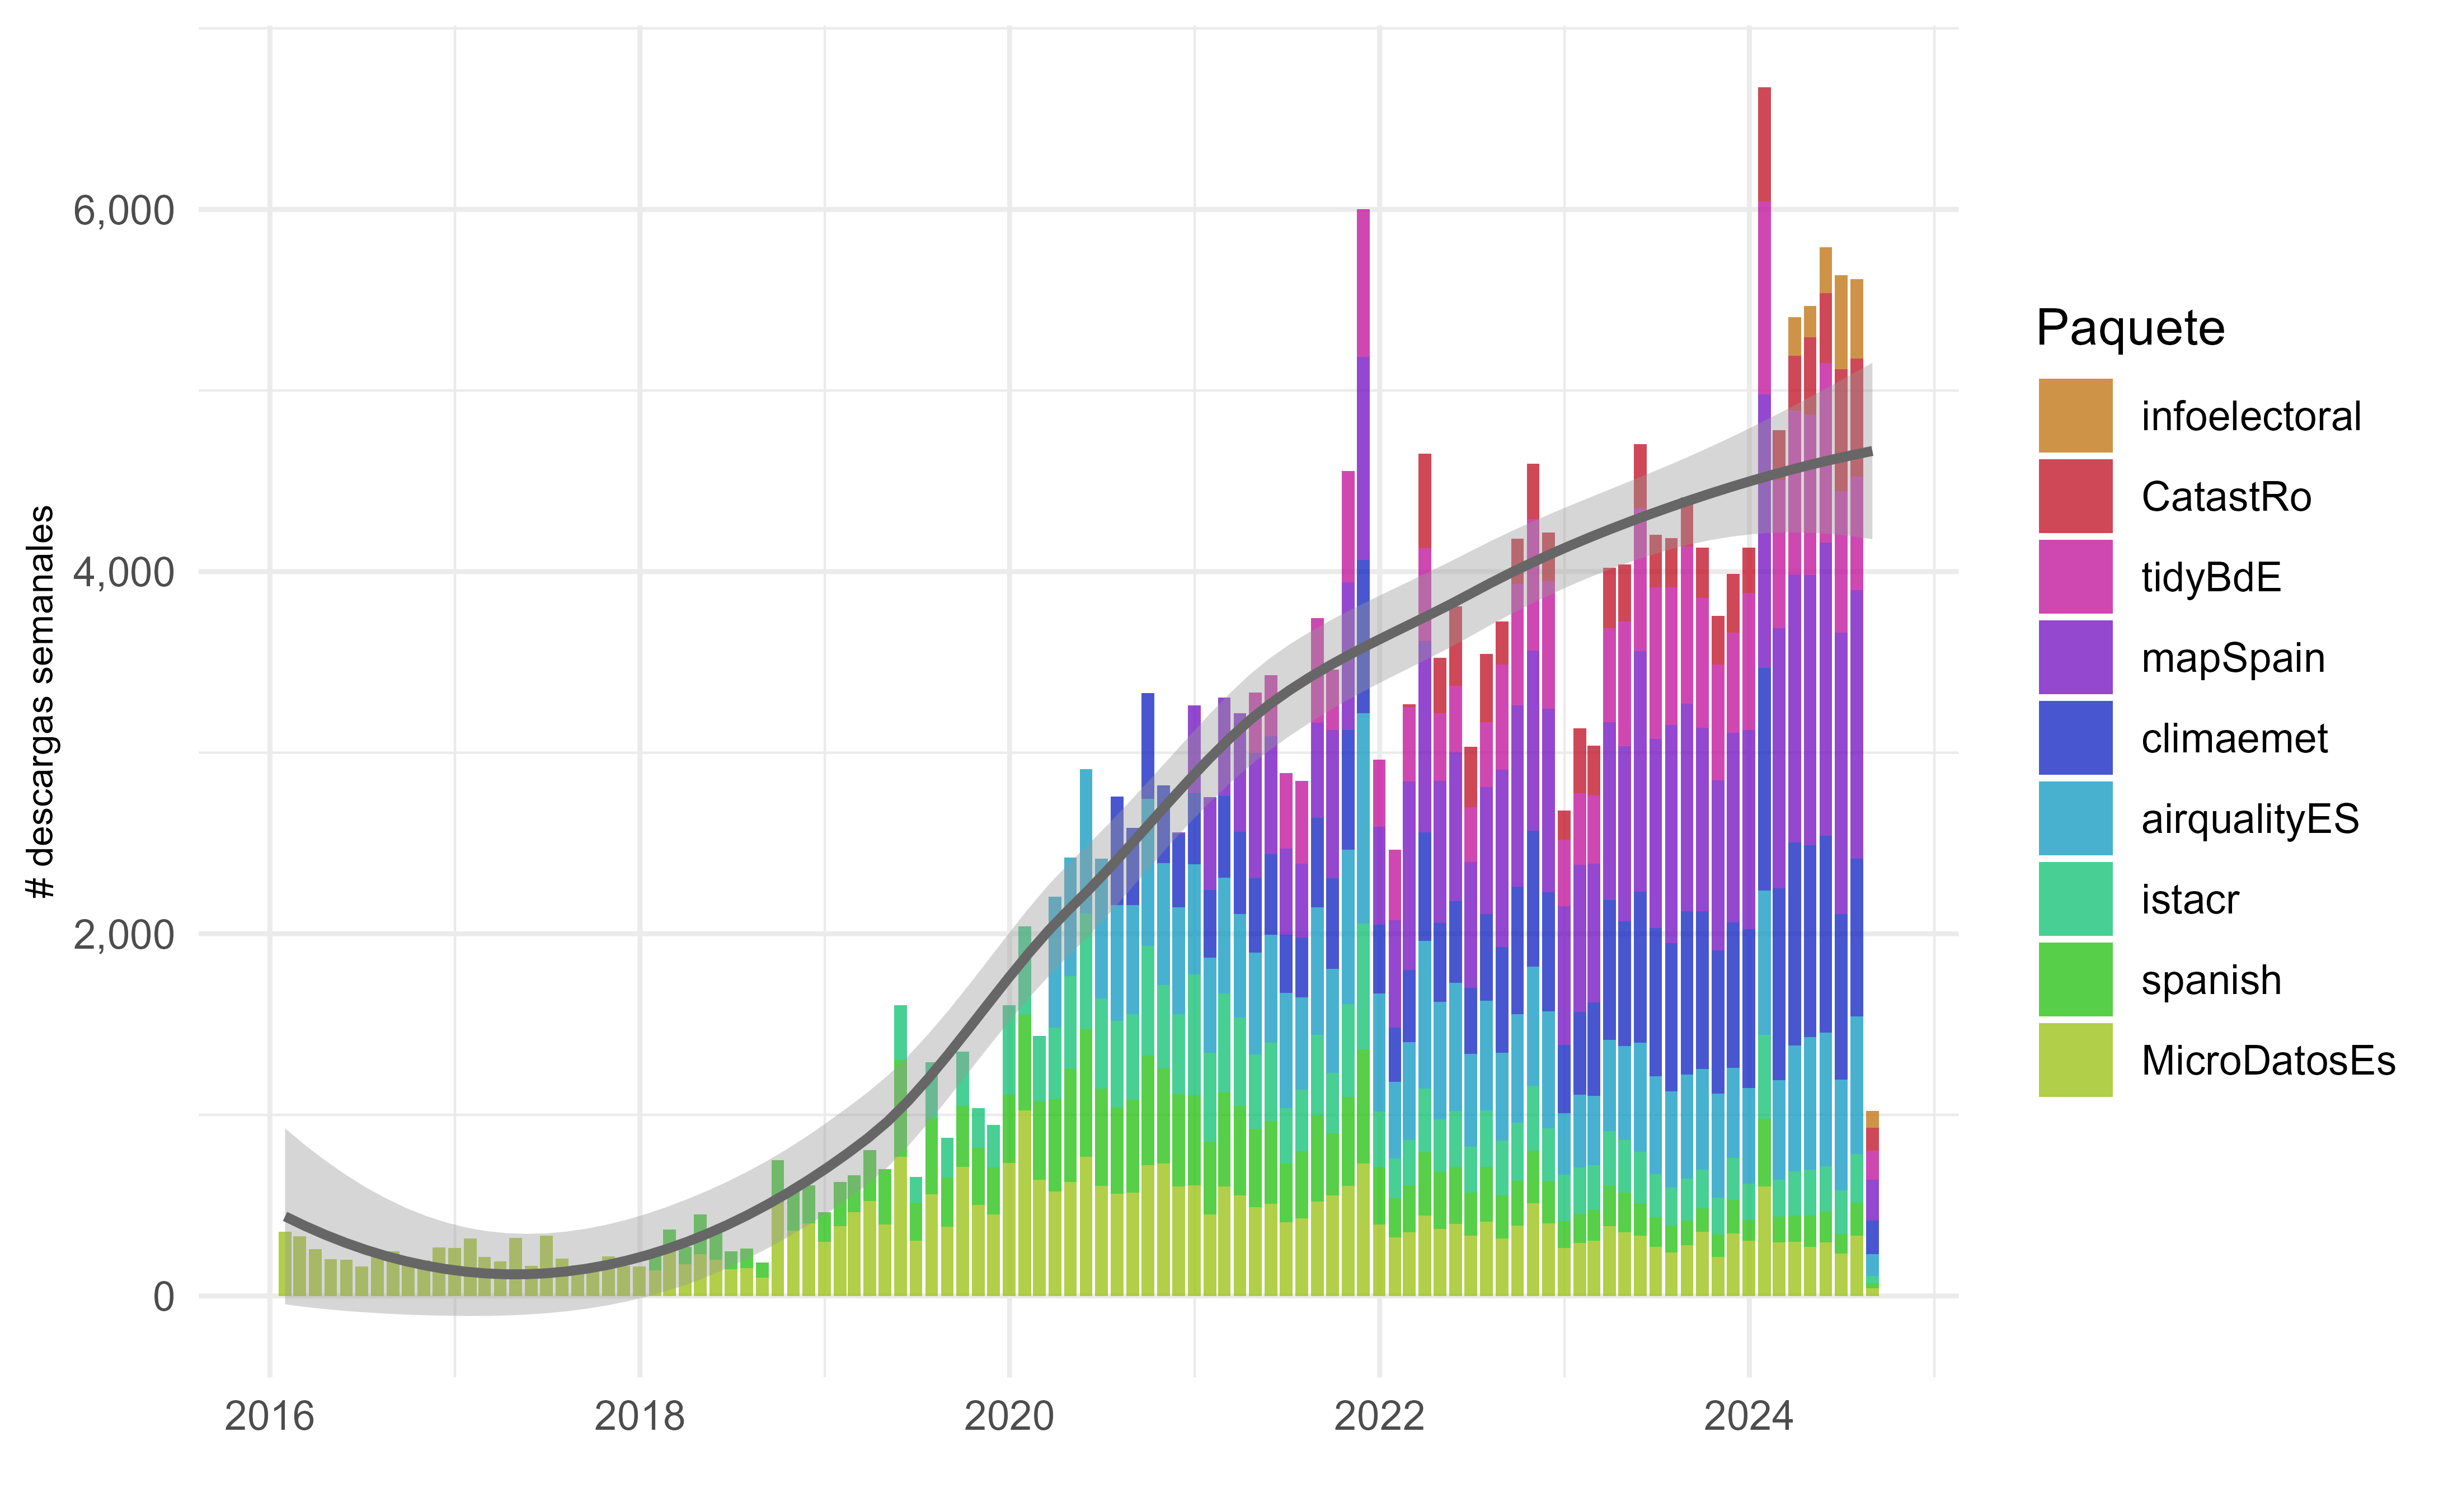 # descargas semanales
6,000
4,000
2,000
0
2016
2018
2020
2022
2024
Paquete
infoelectoral
CatastRo
tidyBdE
mapSpain
climaemet
airqualityES
istacr
spanish
MicroDatosEs